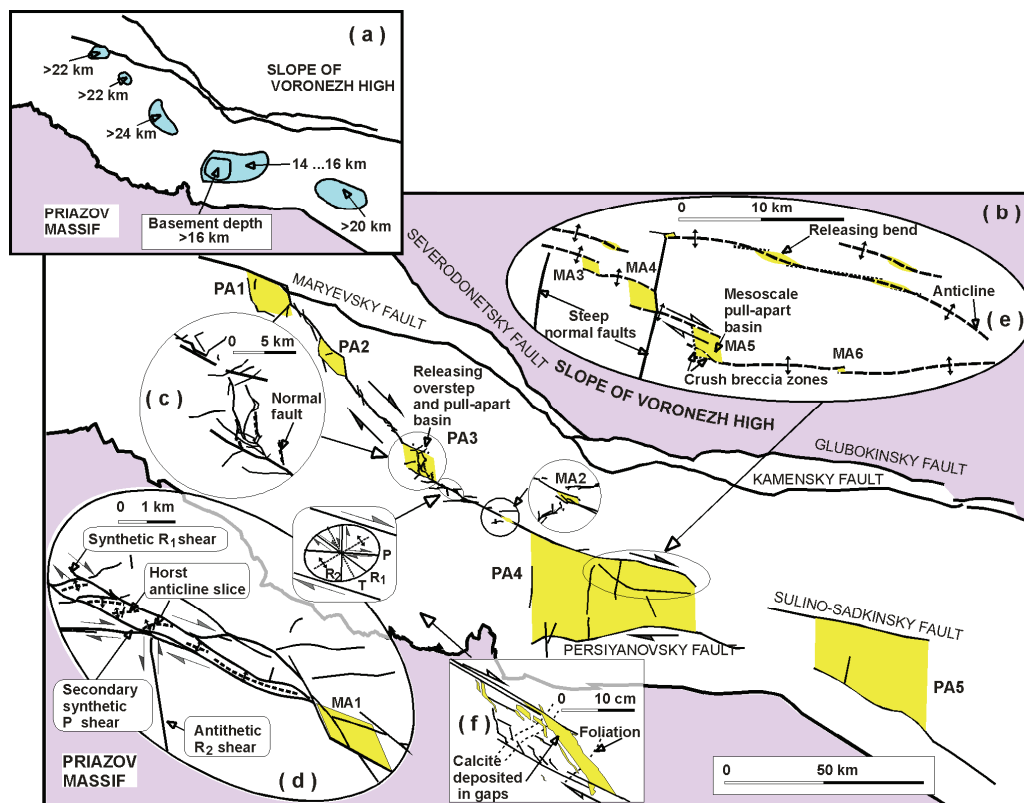 ( a )
>22 km
>22 km
SLOPE OF
VORONEZH HIGH
>24 km
14 ...16 km
PRIAZOV
MASSIF
Basement depth
>16 km
>20 km
( b )
0 10 km
Releasing bend
MA3
MA4
Mesoscale
pull-apart
basin
Anticline
Steep
normal faults
MA5
( e )
MA6
Crush breccia zones
PA1
MARYEVSKY FAULT
SEVERODONETSKY FAULT
SLOPE OF VORONEZH HIGH
PA2
0 5 km
( c )
Normal
fault
Releasing
overstep
and pull-apart
basin
PA3
GLUBOKINSKY FAULT
KAMENSKY FAULT
MA2
0 1 km
Synthetic R1 shear
Horst
anticline slice
P
R2
R1
T
PA4
SULINO-SADKINSKY FAULT
PERSIYANOVSKY FAULT
PA5
Secondary
synthetic
P shear
MA1
Antithetic
R2 shear
PRIAZOV
MASSIF
( d )
0 10 cm
( f )
Foliation
Calcite
deposited
in gaps
0 50 km